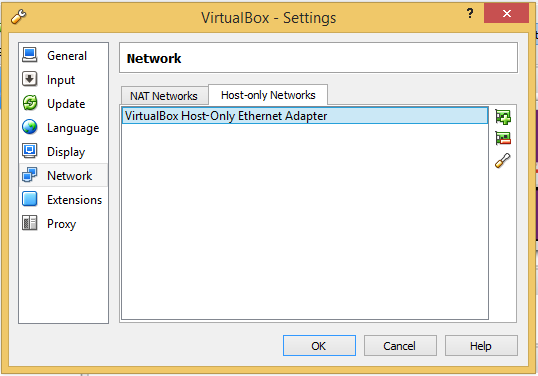 VirtualBox - Settings
?
General
Input
Update
Language
Display
Network
Extensions
Proxy
Network
NAT Networks
Host-only Networks
VirtualBox Host-Only Ethernet Adapter
OK
Cancel
Help